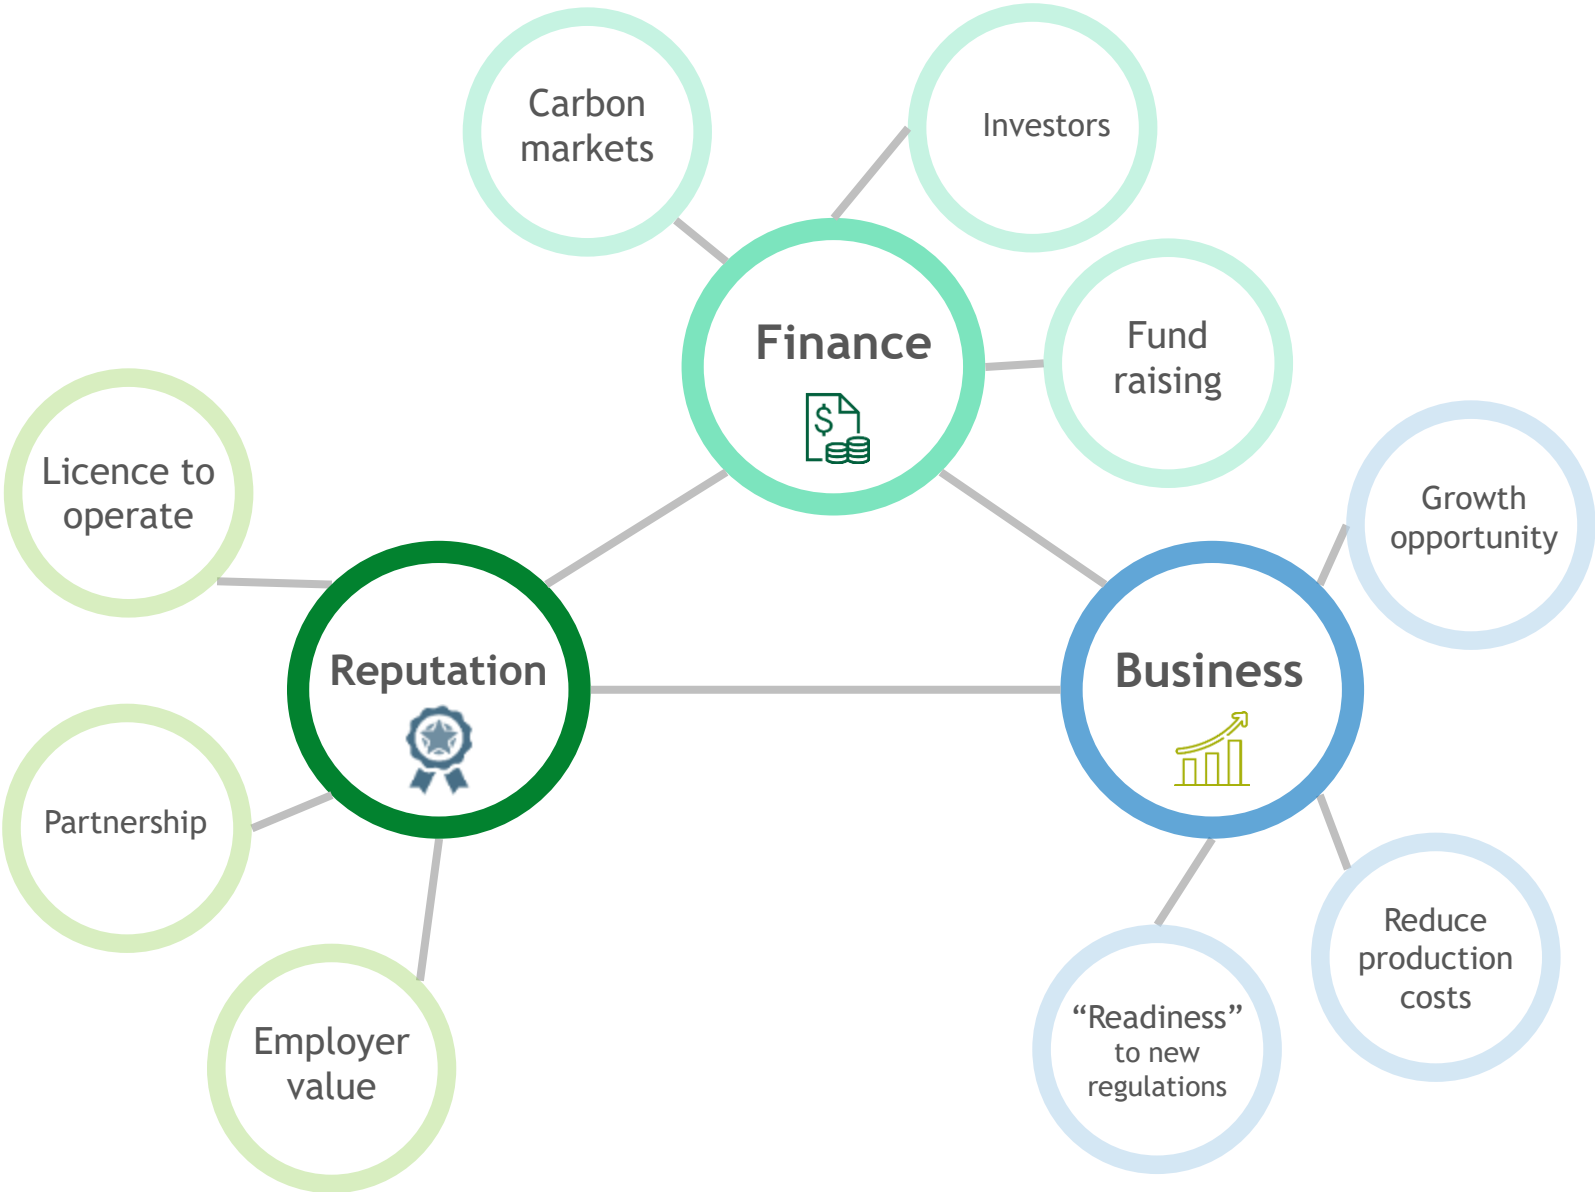 Carbon
markets
Investors
Finance
$
Fund
raising
Licence to
operate
Growth
opportunity
Reputation
Business
Partnership
Reduce
production
costs
“Readiness”
to new
regulations
Employer
value